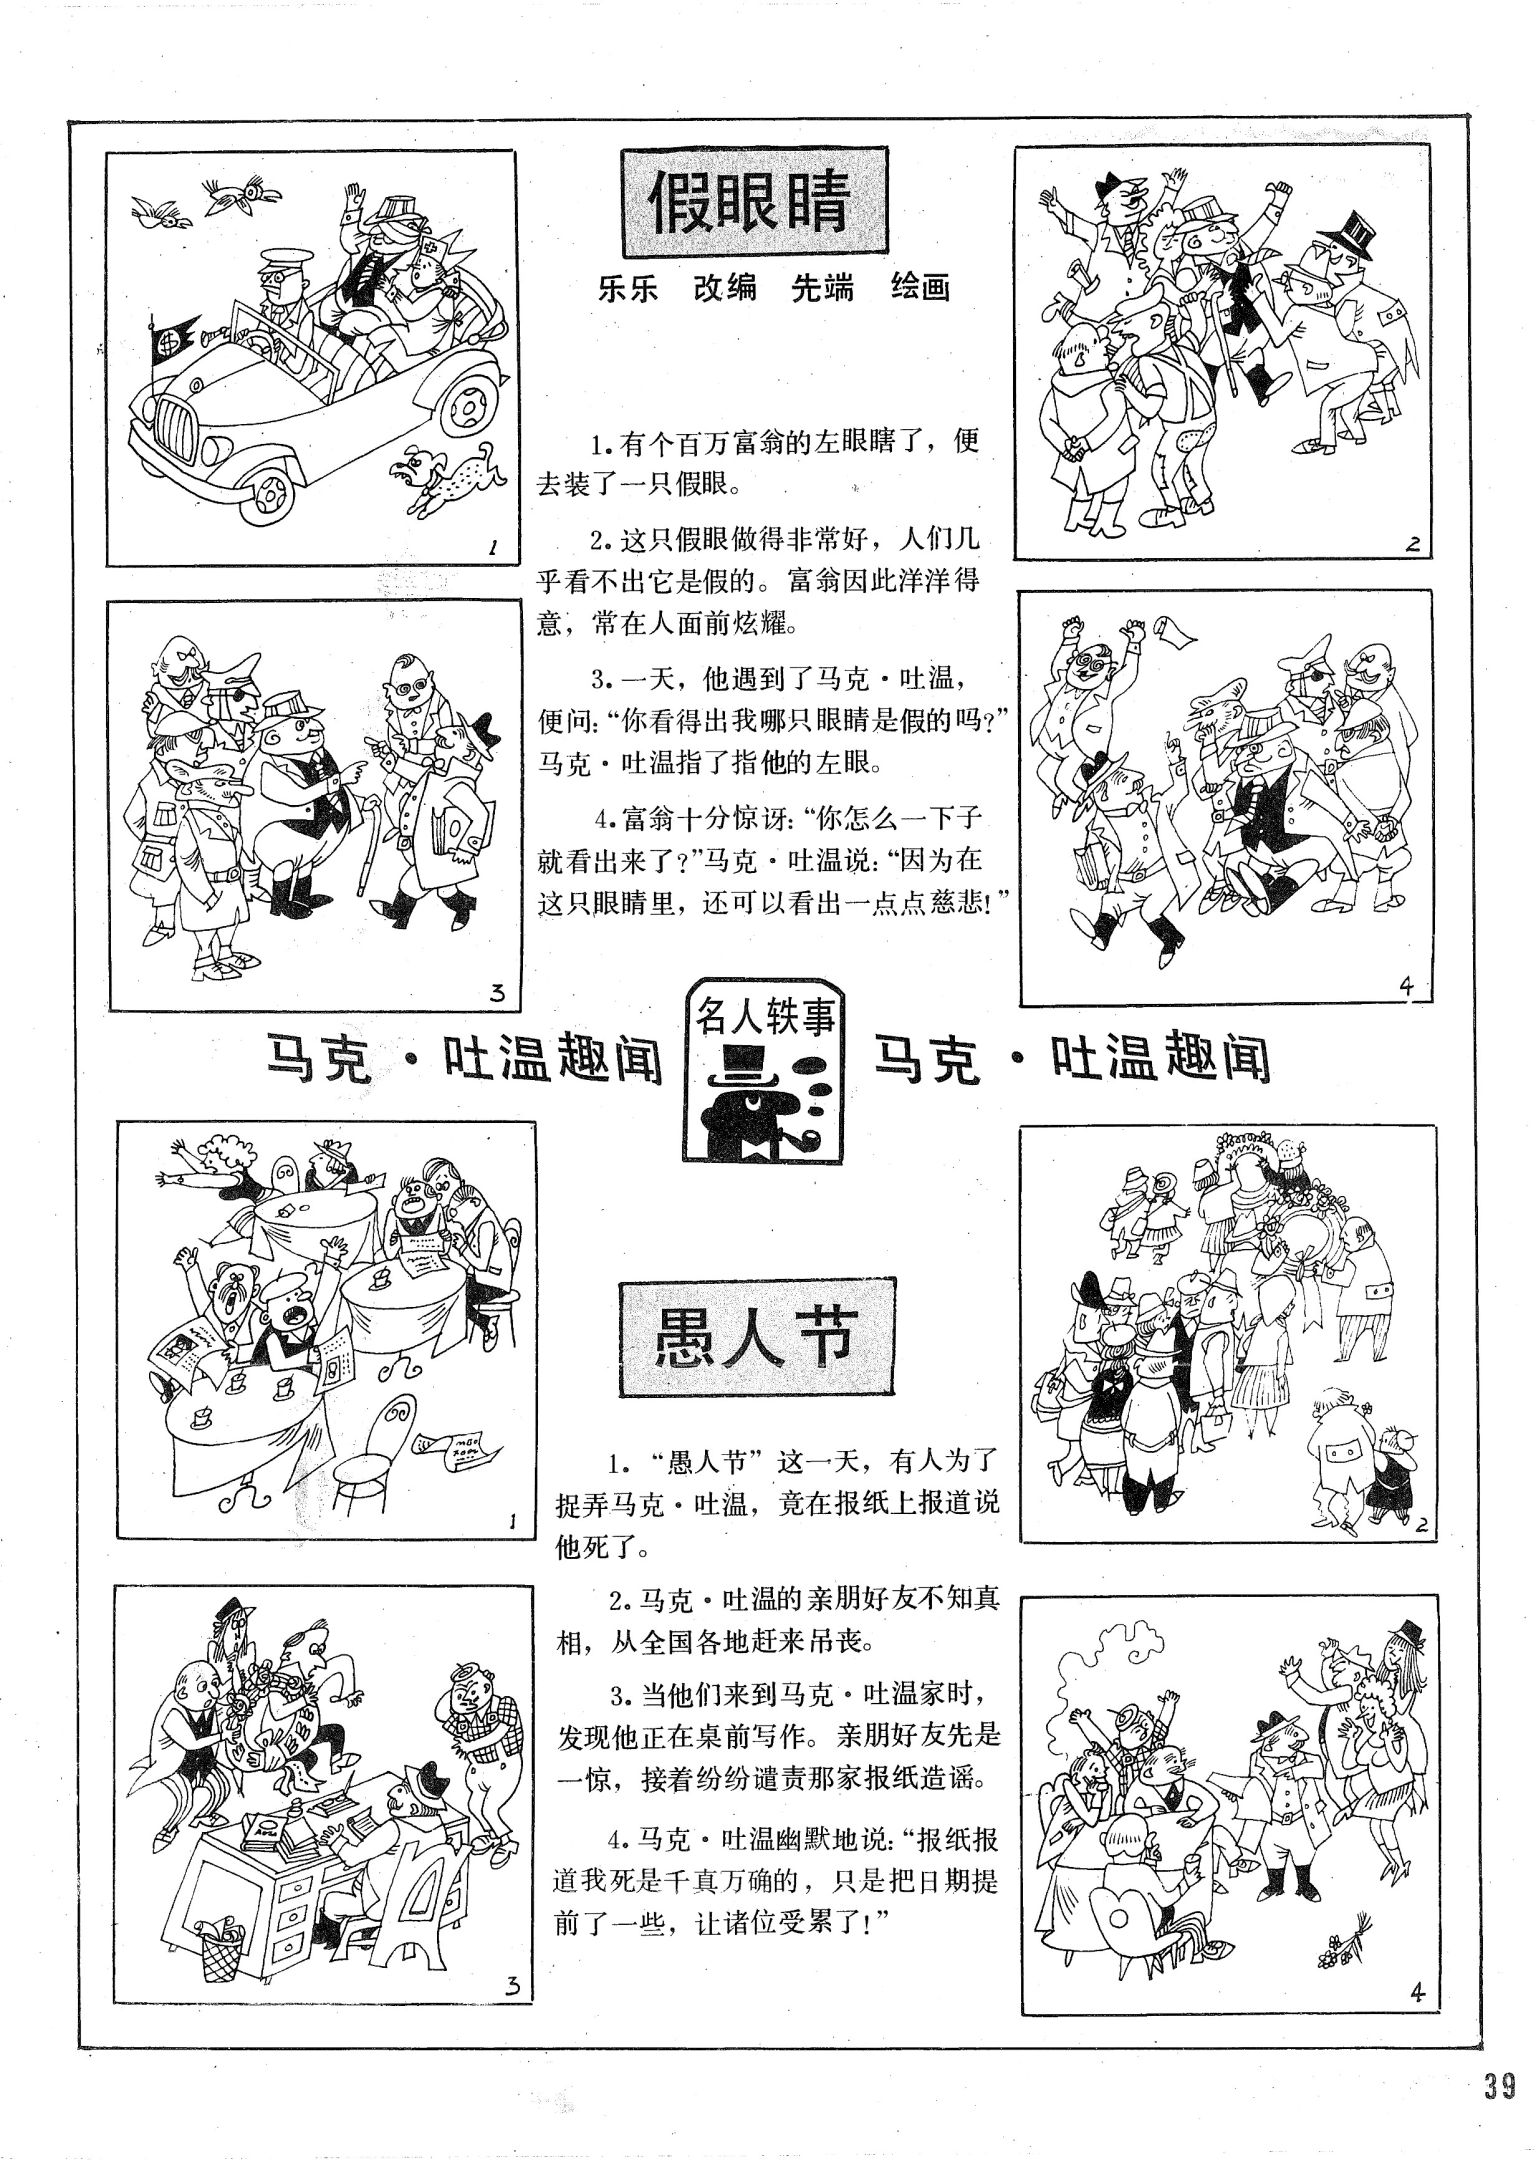 假眼睛
乐乐 改编 先端 绘画
1.有个百万富翁的左眼瞎了，便
去装了一只假眼。
2.这只假眼做得非常好，人们几
乎看不出它是假的。富翁因此洋洋得
意，常在人面前炫耀。
3.一天，他遇到了马克·吐温，
便问：“你看得出我哪只眼睛是假的吗？”
马克·吐温指了指他的左眼。
4.富翁十分惊讶：“你怎么一下子
就看出来了？”马克·吐温说：“因为在
这只眼睛里，还可以看出一点点慈悲！”
$
1
2
3
4
马克·吐温趣闻
名人轶事
马克·吐温趣闻
愚人节
1.“愚人节”这一天，有人为了
捉弄马克·吐温，竟在报纸上报道说
他死了。
2.马克·吐温的亲朋好友不知真
相，从全国各地赶来吊丧。
3.当他们来到马克·吐温家时，
发现他正在桌前写作。亲朋好友先是
一惊，接着纷纷谴责那家报纸造谣。
4.马克·吐温幽默地说：“报纸报
道我死是千真万确的，只是把日期提
前了一些，让诸位受累了！”
1
2
3
4
39